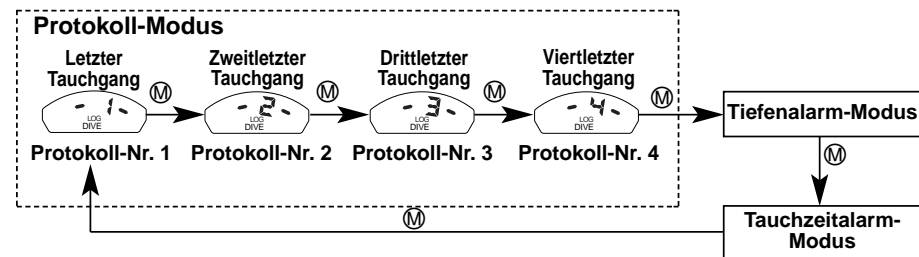 Protokoll-Modus
Letzter
Tauchgang
Zweitletzter
Tauchgang
Drittletzter
Tauchgang
Viertletzter
Tauchgang
- 1 -
LOG
DIVE
M
- 2 -
LOG
DIVE
M
- 3 -
LOG
DIVE
M
- 4 -
LOG
DIVE
M
Protokoll-Nr. 1
Protokoll-Nr. 2
Protokoll-Nr. 3
Protokoll-Nr. 4
Tiefenalarm-Modus
M
Tauchzeitalarm-
Modus
M